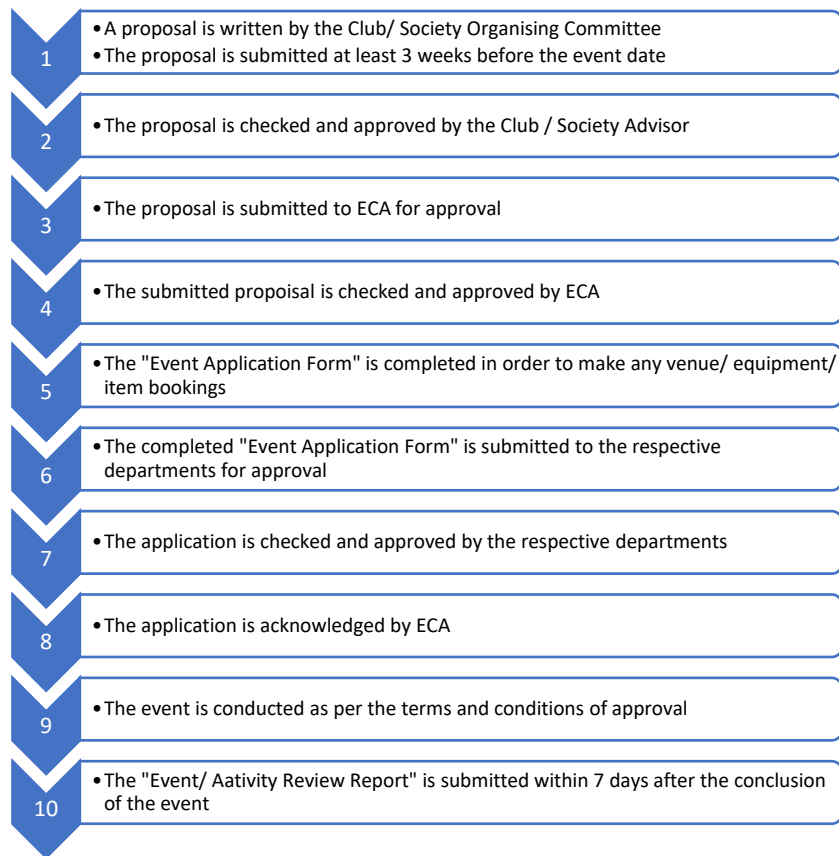 1
•A proposal is written by the Club/ Society Organising Committee
•The proposal is submitted at least 3 weeks before the event date
2
•The proposal is checked and approved by the Club / Society Advisor
3
•The proposal is submitted to ECA for approval
4
•The submitted propoisal is checked and approved by ECA
5
•The "Event Application Form" is completed in order to make any venue/ equipment/
item bookings
6
•The completed "Event Application Form" is submitted to the respective
departments for approval
7
•The application is checked and approved by the respective departments
8
•The application is acknowledged by ECA
9
•The event is conducted as per the terms and conditions of approval
10
•The "Event/ Aativity Review Report" is submitted within 7 days after the conclusion
of the event